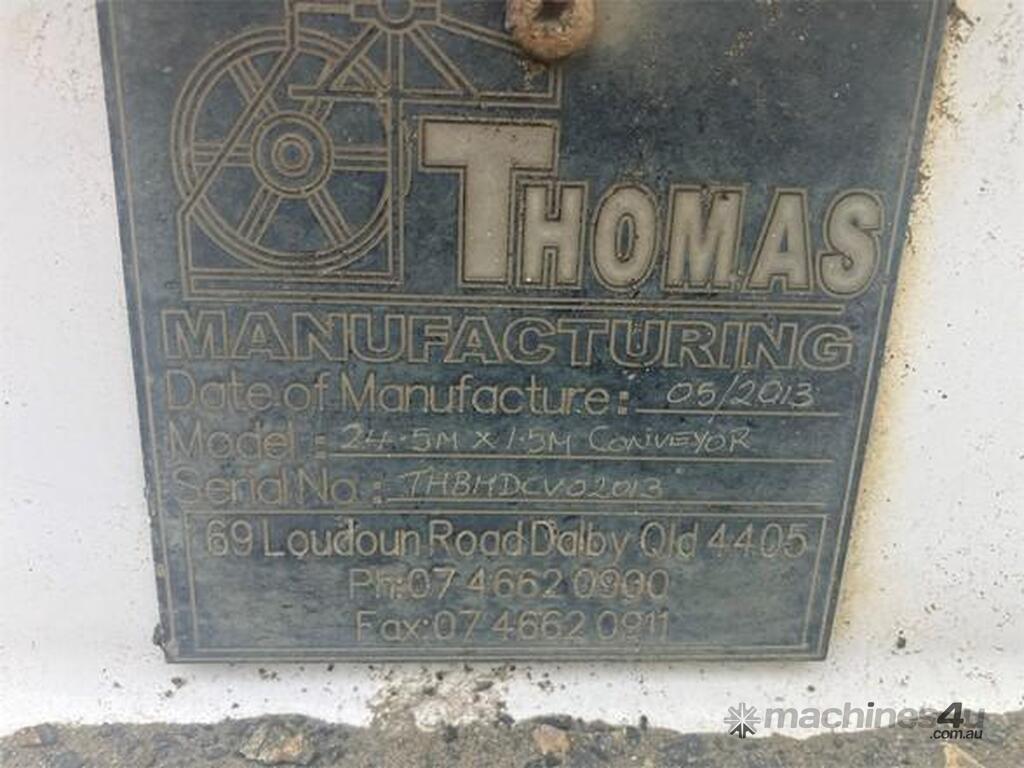 THOMAS
MANUFACTURING
Date of Manufacture: 05/2013
Model: 24.5M X 1.5M CONVEYOR
Serial No.: THBHDCV02013
69 Loudoun Road Dalby Qld 4405
Ph:07 4662 0900
Fax:07 4662 0911
machines4u
.com.au